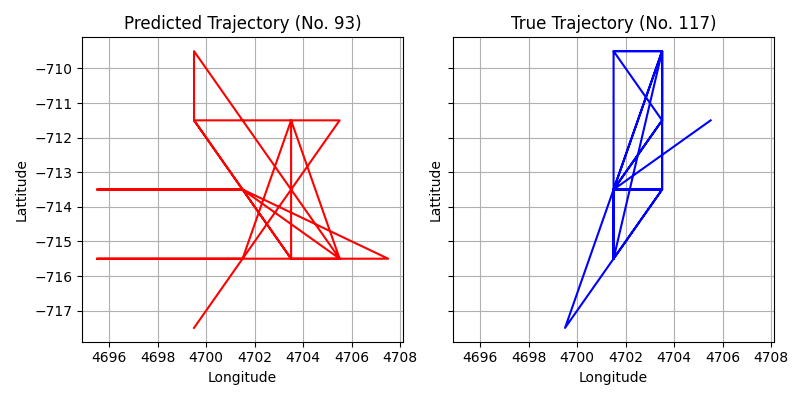 Predicted Trajectory (No. 93)
True Trajectory (No. 117)
Lattitude
−710
−711
−712
−713
−714
−715
−716
−717
4696 4698 4700 4702 4704 4706 4708
Longitude
Lattitude
4696 4698 4700 4702 4704 4706 4708
Longitude